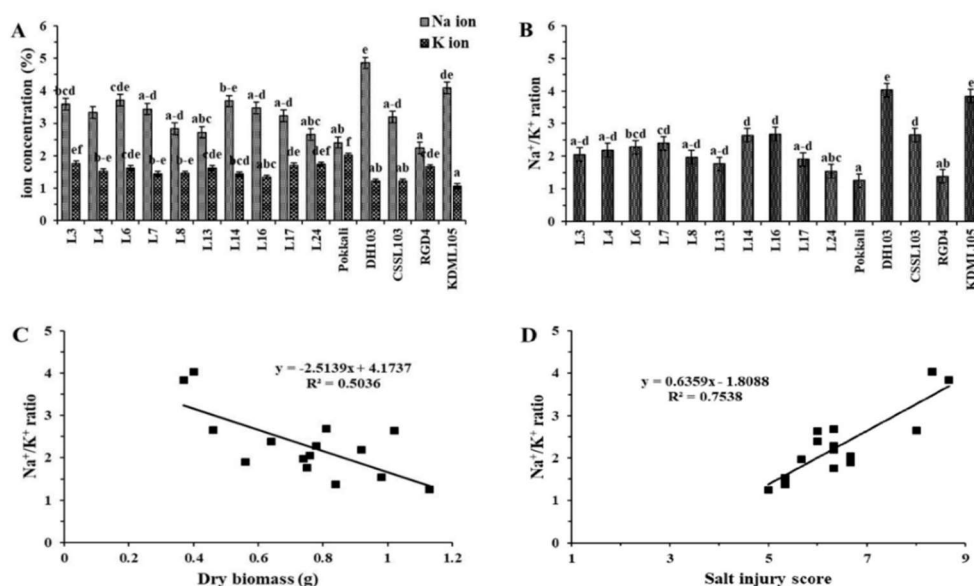 A
Na ion
K ion
ion concentration (%)
6
5
4
3
2
1
0
bcd
cde
a-d
a-d
abc
b-e
a-d
a-d
abc
ab
e
a-d
a
de
ef
b-e
cde
b-e
b-e
cde
bcd
abc
def
def
f
ab
ab
cde
a
L3
L4
L6
L7
L8
L13
L14
L16
L17
L24
Pokkali
DH103
CSSL103
RGD4
KDML105
B
Na⁺/K⁺ ration
5
4
3
2
1
0
a-d
a-d
bcd
cd
a-d
a-d
d
d
a-d
abc
a
e
d
ab
e
L3
L4
L6
L7
L8
L13
L14
L16
L17
L24
Pokkali
DH103
CSSL103
RGD4
KDML105
C
Na⁺/K⁺ ratio
5
4
3
2
1
0
y = -2.5139x + 4.1737
R² = 0.5036
0 0.2 0.4 0.6 0.8 1 1.2
Dry biomass (g)
D
Na⁺/K⁺ ratio
5
4
3
2
1
0
y = 0.6359x - 1.8088
R² = 0.7538
1 3 5 7 9
Salt injury score